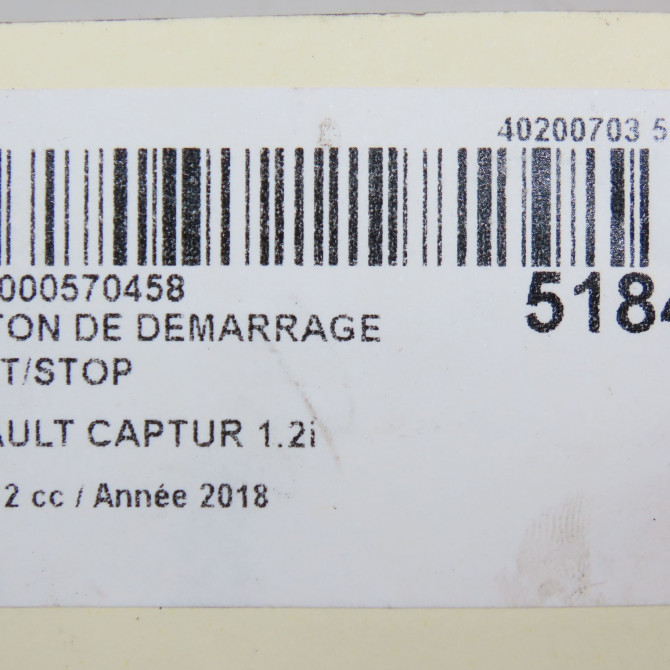 40200703 5
000570458
5184
TON DE DEMARRAGE
T/STOP
AULT CAPTUR 1.2i
2 cc / Année 2018